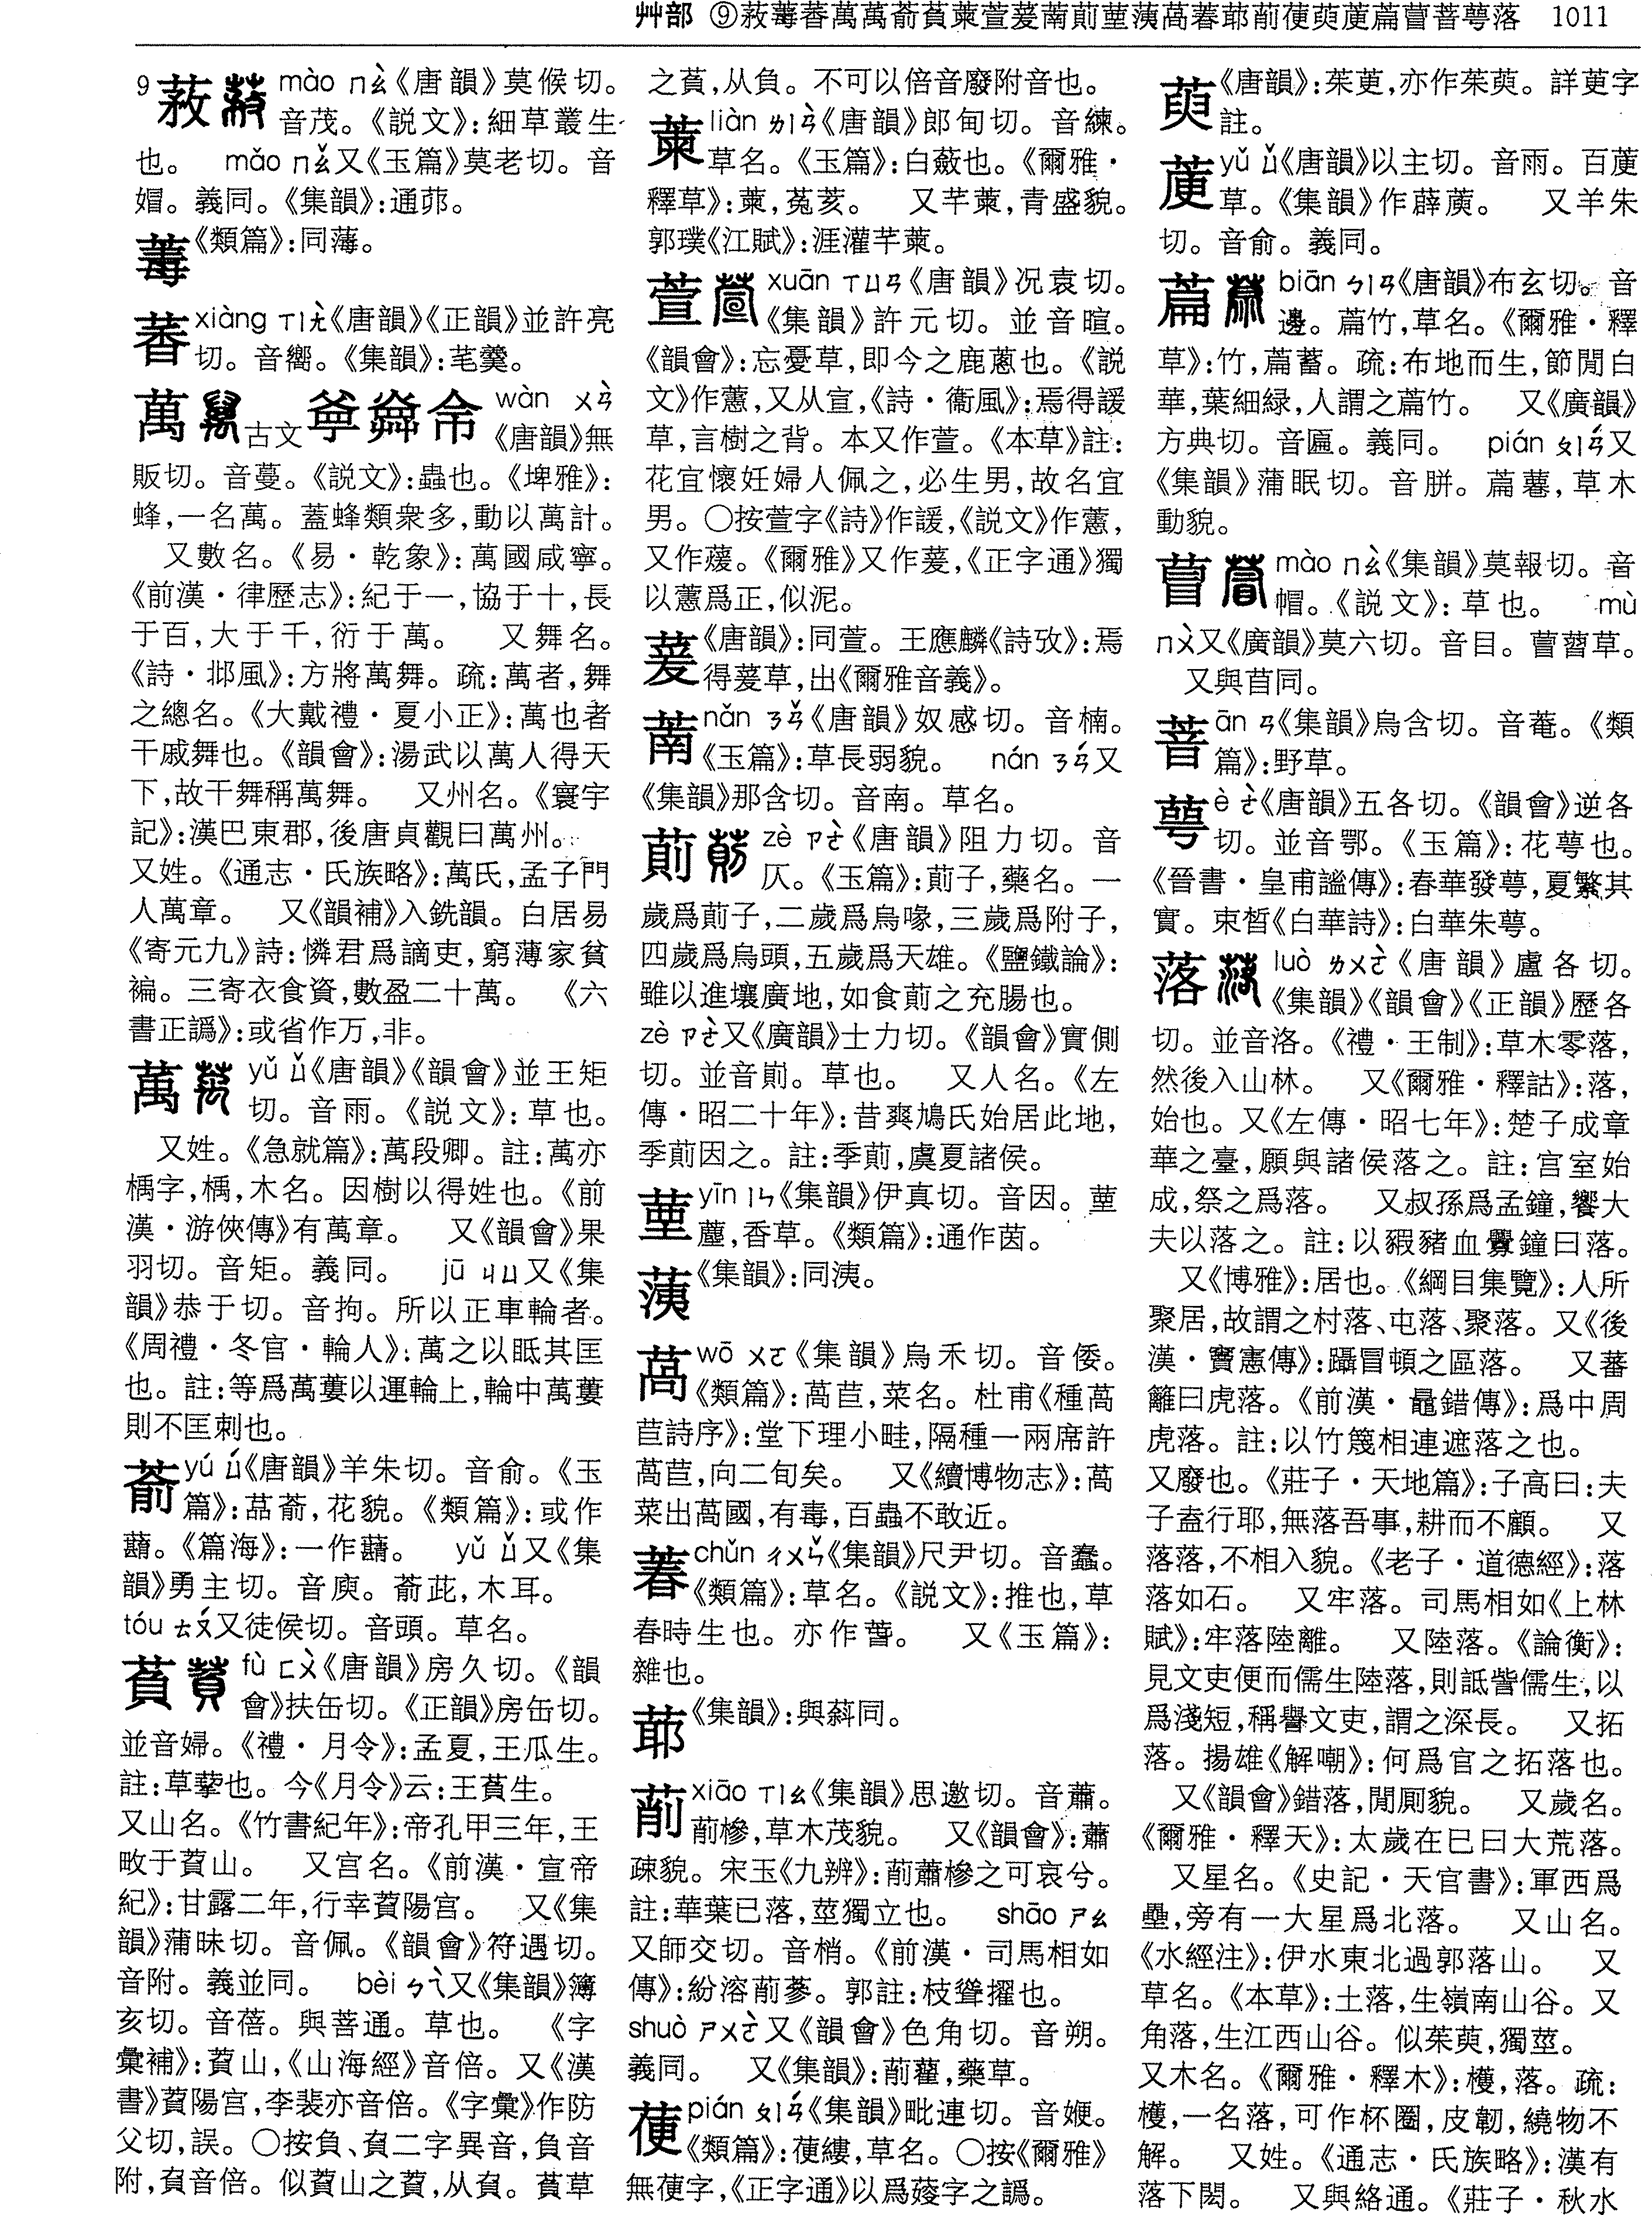 艸部 ⑨䓮䓯䓰萬萭萮萯萰萱萲萳萴䓰䓲萵萶䓉萷萹萸䓯萹萺萻萼落 1011
9 䓮 mào ㄇㄠˋ《唐韻》莫候切。
音茂。《説文》:細草叢生
也。 mǎo ㄇㄠˇ又《玉篇》莫老切。音
媢。義同。《集韻》:通茆。
《類篇》:同薄。
xiàng ㄒㄧㄤˋ《唐韻》《正韻》並許亮
切。音嚮。《集韻》:芼羹。
萬 古文 wàn ㄨㄢˋ
《唐韻》無
販切。音蔓。《説文》:蟲也。《埤雅》:
蜂,一名萬。蓋蜂類衆多,動以萬計。
又數名。《易·乾象》:萬國咸寧。
《前漢·律歷志》:紀于一,協于十,長
于百,大于千,衍于萬。 又舞名。
《詩·邶風》:方將萬舞。疏:萬者,舞
之總名。《大戴禮·夏小正》:萬也者
干戚舞也。《韻會》:湯武以萬人得天
下,故干舞稱萬舞。 又州名。《寰宇
記》:漢巴東郡,後唐貞觀曰萬州。
又姓。《通志·氏族略》:萬氏,孟子門
人萬章。 又《韻補》入銑韻。白居易
《寄元九》詩:憐君爲謫吏,窮薄家貧
褊。三寄衣食資,數盈二十萬。 《六
書正譌》:或省作万,非。
萭 yǔ ㄩˇ《唐韻》《韻會》並王矩
切。音雨。《説文》:草也。
又姓。《急就篇》:萭段卿。註:萭亦
楀字,楀,木名。因樹以得姓也。《前
漢·游俠傳》有萭章。 又《韻會》果
羽切。音矩。義同。 jū ㄐㄩ又《集
韻》恭于切。音拘。所以正車輪者。
《周禮·冬官·輪人》:萭之以眡其匡
也。註:等爲萭蔞以運輪上,輪中萭蔞
則不匡刺也。
萮 yú ㄩˊ《唐韻》羊朱切。音俞。《玉
篇》:萮,花貌。《類篇》:或作
。《篇海》:一作。 yǔ ㄩˇ又《集
韻》勇主切。音庾。萮茈,木耳。
tóu ㄊㄡˊ又徒侯切。音頭。草名。
萯 fù ㄈㄨˋ《唐韻》房久切。《韻
會》扶缶切。《正韻》房缶切。
並音婦。《禮·月令》:孟夏,王瓜生。
註:草挈也。今《月令》云:王萯生。
又山名。《竹書紀年》:帝孔甲三年,王
畋于萯山。 又宫名。《前漢·宣帝
紀》:甘露二年,行幸萯陽宫。 又《集
韻》蒲昧切。音佩。《韻會》符遇切。
音附。義並同。 bèi ㄅㄟˋ又《集韻》簿
亥切。音蓓。與菩通。草也。 《字
彙補》:萯山,《山海經》音倍。又《漢
書》萯陽宫,李裴亦音倍。《字彙》作防
父切,誤。〇按負、二字異音,負音
附,音倍。似萯山之萯,从。萯草
之萯,从負。不可以倍音廢附音也。
萰 liàn ㄌㄧㄢˋ《唐韻》郎甸切。音練。
草名。《玉篇》:白蘞也。《爾雅·
釋草》:萰,菟荄。 又芊萰,青盛貌。
郭璞《江賦》:涯灌芊萰。
萱 xuān ㄒㄩㄢ《唐韻》況袁切。
《集韻》許元切。並音暄。
《韻會》:忘憂草,即今之鹿蔥也。《説
文》作藼,又从宣,《詩·衞風》:焉得諼
草,言樹之背。本又作萱。《本草》註:
花宜懷妊婦人佩之,必生男,故名宜
男。〇按萱字《詩》作諼,《説文》作藼,
又作蕿。《爾雅》又作萲,《正字通》獨
以藼爲正,似泥。
萲 《唐韻》:同萱。王應麟《詩攷》:焉
得萲草,出《爾雅音義》。
萳 nǎn ㄋㄢˇ《唐韻》奴感切。音楠。
《玉篇》:草長弱貌。 nán ㄋㄢˊ又
《集韻》那含切。音南。草名。
萴 zè ㄗㄜˋ《唐韻》阻力切。音
仄。《玉篇》:萴子,藥名。一
歲爲萴子,二歲爲烏喙,三歲爲附子,
四歲爲烏頭,五歲爲天雄。《鹽鐵論》:
雖以進壤廣地,如食萴之充腸也。
zè ㄗㄜˋ又《廣韻》士力切。《韻會》實側
切。並音崱。草也。 又人名。《左
傳·昭二十年》:昔爽鳩氏始居此地,
季萴因之。註:季萴,虞夏諸侯。
yīn ㄧㄣ《集韻》伊真切。音因。
,香草。《類篇》:通作茵。
《集韻》:同洟。
萵 wō ㄨㄛ《集韻》烏禾切。音倭。
《類篇》:萵苣,菜名。杜甫《種萵
苣詩序》:堂下理小畦,隔種一兩席許
萵苣,向二旬矣。 又《續博物志》:萵
菜出萵國,有毒,百蟲不敢近。
萶 chǔn ㄔㄨㄣˇ《集韻》尺尹切。音蠢。
《類篇》:草名。《説文》:推也,草
春時生也。亦作萅。 又《玉篇》:
雜也。
《集韻》:與同。
萷 xiāo ㄒㄧㄠ《集韻》思邀切。音蕭。
萷槮,草木茂貌。 又《韻會》:蕭
疎貌。宋玉《九辨》:萷蕭槮之可哀兮。
註:華葉已落,莖獨立也。 shāo ㄕㄠ
又師交切。音梢。《前漢·司馬相如
傳》:紛溶萷蔘。郭註:枝聳擢也。
shuò ㄕㄨㄛˋ又《韻會》色角切。音朔。
義同。 又《集韻》:萷藋,藥草。
pián ㄆㄧㄢˊ《集韻》毗連切。音㛹。
《類篇》:縷,草名。〇按《爾雅》
無字,《正字通》以爲蔆字之譌。
萸 《唐韻》:茱萸,亦作茱萸。詳萸字
註。
yǔ ㄩˇ《唐韻》以主切。音雨。百
草。《集韻》作薜。 又羊朱
切。音俞。義同。
萹 biān ㄅㄧㄢ《唐韻》布玄切。音
邊。萹竹,草名。《爾雅·釋
草》:竹,萹蓄。疏:布地而生,節閒白
華,葉細緑,人謂之萹竹。 又《廣韻》
方典切。音匾。義同。 pián ㄆㄧㄢˊ又
《集韻》蒲眠切。音胼。萹,草木
動貌。
萺 mào ㄇㄠˋ《集韻》莫報切。音
帽。《説文》:草也。 mù
ㄇㄨˋ又《廣韻》莫六切。音目。萺蓿草。
又與苜同。
萻 ān ㄢ《集韻》烏含切。音菴。《類
篇》:野草。
萼 è ㄜˋ《唐韻》五各切。《韻會》逆各
切。並音鄂。《玉篇》:花萼也。
《晉書·皇甫謐傳》:春華發萼,夏繁其
實。束晳《白華詩》:白華朱萼。
落 luò ㄌㄨㄛˋ《唐韻》盧各切。
《集韻》《韻會》《正韻》歷各
切。並音洛。《禮·王制》:草木零落,
然後入山林。 又《爾雅·釋詁》:落,
始也。又《左傳·昭七年》:楚子成章
華之臺,願與諸侯落之。註:宫室始
成,祭之爲落。 又叔孫爲孟鐘,饗大
夫以落之。註:以豭豬血釁鐘曰落。
又《博雅》:居也。《綱目集覽》:人所
聚居,故謂之村落、屯落、聚落。又《後
漢·竇憲傳》:躡冒頓之區落。 又蕃
籬曰虎落。《前漢·鼂錯傳》:爲中周
虎落。註:以竹篾相連遮落之也。
又廢也。《莊子·天地篇》:子高曰:夫
子盍行耶,無落吾事,耕而不顧。 又
落落,不相入貌。《老子·道德經》:落
落如石。 又牢落。司馬相如《上林
賦》:牢落陸離。 又陸落。《論衡》:
見文吏便而儒生陸落,則詆訾儒生,以
爲淺短,稱譽文吏,謂之深長。 又拓
落。揚雄《解嘲》:何爲官之拓落也。
又《韻會》錯落,閒厠貌。 又歲名。
《爾雅·釋天》:太歲在巳曰大荒落。
又星名。《史記·天官書》:軍西爲
壘,旁有一大星爲北落。 又山名。
《水經注》:伊水東北過郭落山。 又
草名。《本草》:土落,生嶺南山谷。又
角落,生江西山谷。似茱萸,獨莖。
又木名。《爾雅·釋木》:檴,落。疏:
檴,一名落,可作杯圈,皮韌,繞物不
解。 又姓。《通志·氏族略》:漢有
落下閎。 又與絡通。《莊子·秋水